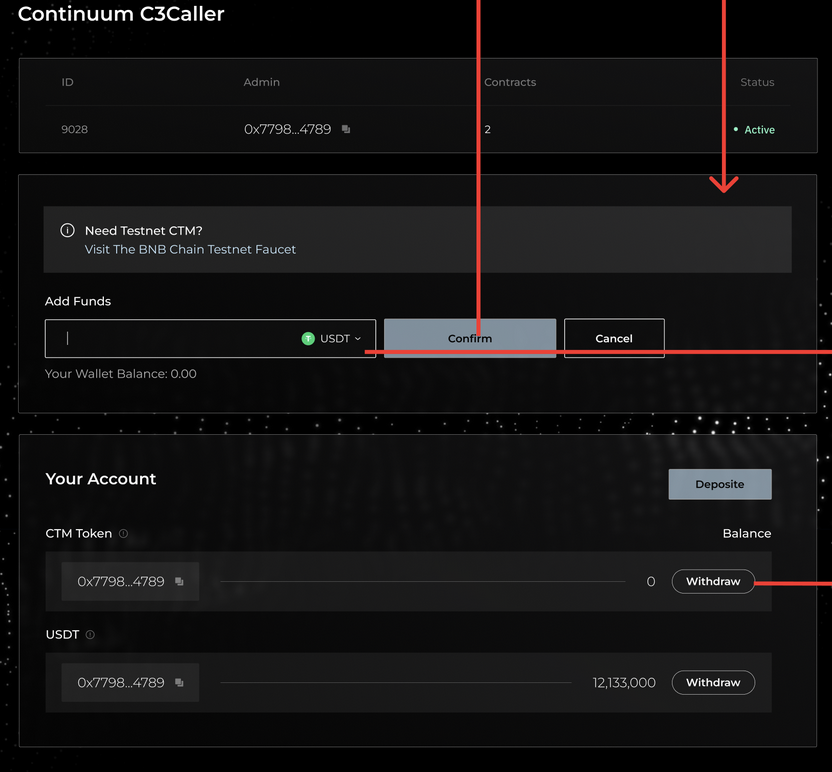 Continuum C3Caller
ID Admin Contracts Status
9028 0x7798...4789 2 Active
Need Testnet CTM?
Visit The BNB Chain Testnet Faucet
Add Funds
USDT Confirm Cancel
Your Wallet Balance: 0.00
Your Account Deposite
CTM Token Balance
0x7798...4789 0 Withdraw
USDT
0x7798...4789 12,133,000 Withdraw